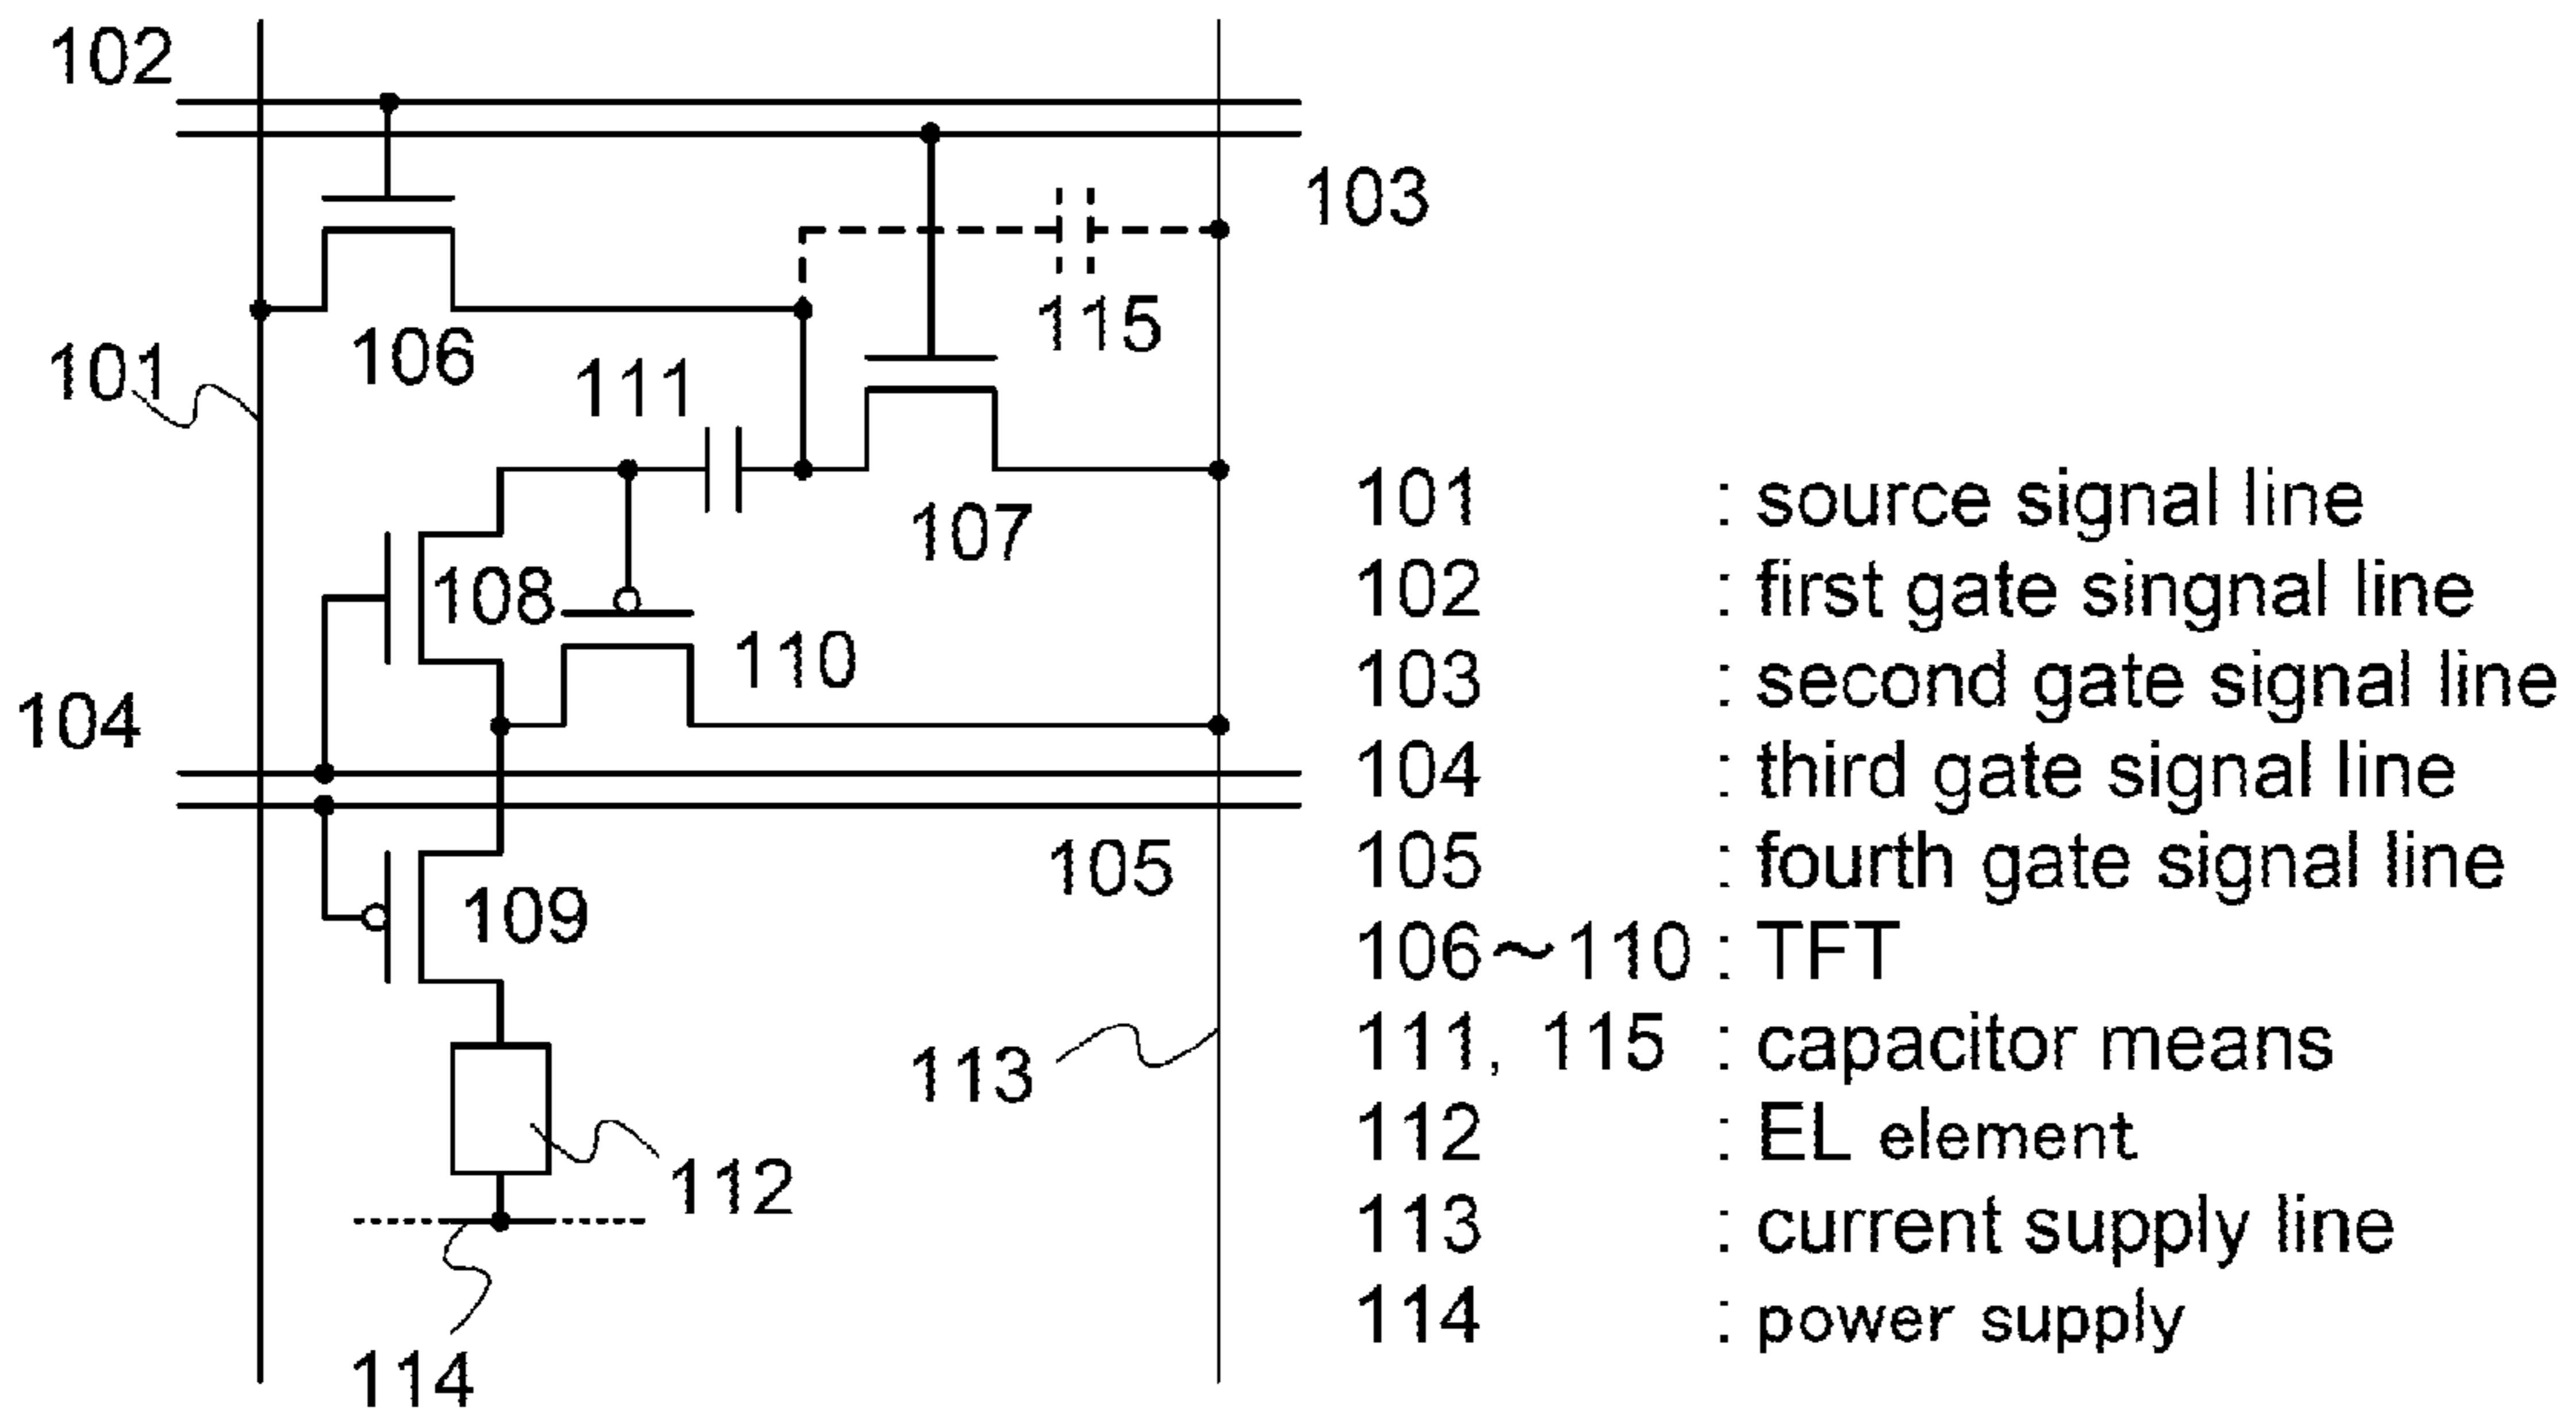 102
103
115
106
101
111
107
108
110
104
105
109
113
112
114
101 : source signal line
102 : first gate singnal line
103 : second gate signal line
104 : third gate signal line
105 : fourth gate signal line
106~110 : TFT
111, 115 : capacitor means
112 : EL element
113 : current supply line
114 : power supply